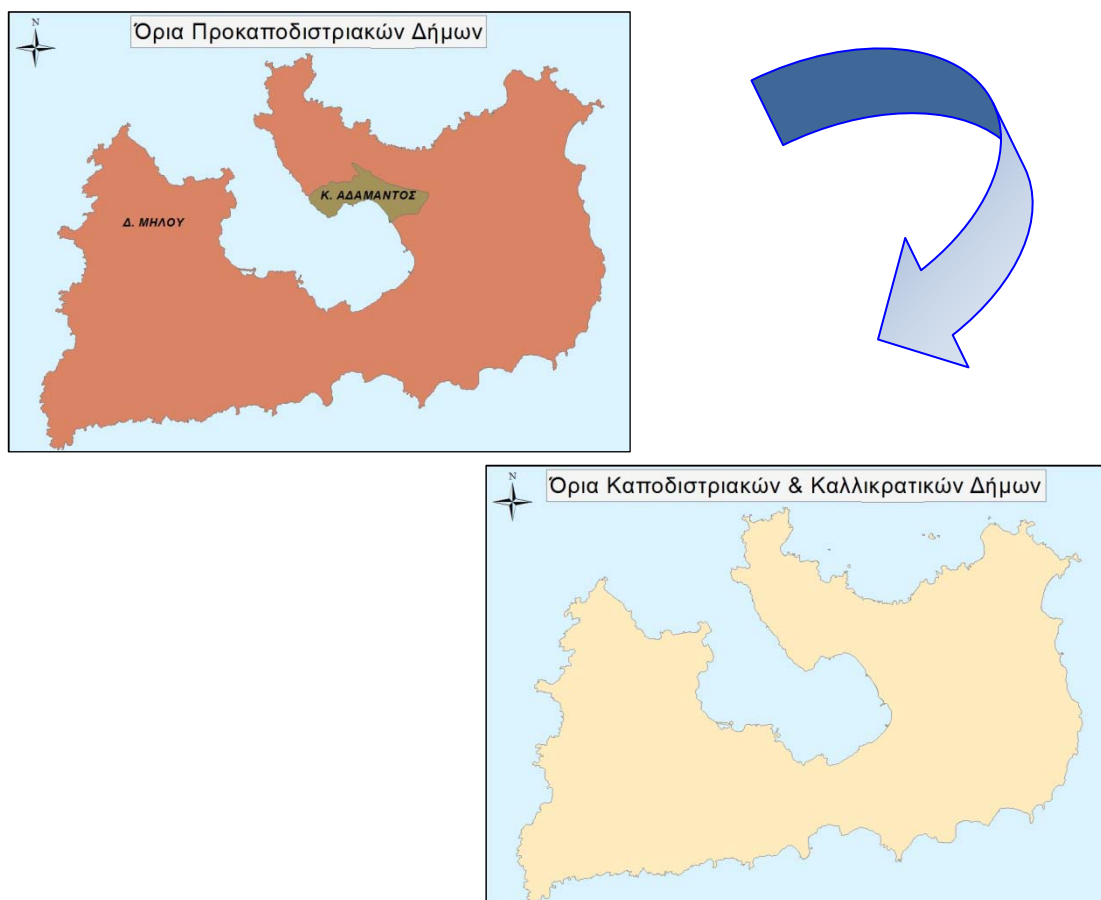 N
Όρια Προκαποδιστριακών Δήμων
Κ. ΑΔΑΜΑΝΤΟΣ
Δ. ΜΗΛΟΥ
N
Όρια Καποδιστριακών & Καλλικρατικών Δήμων